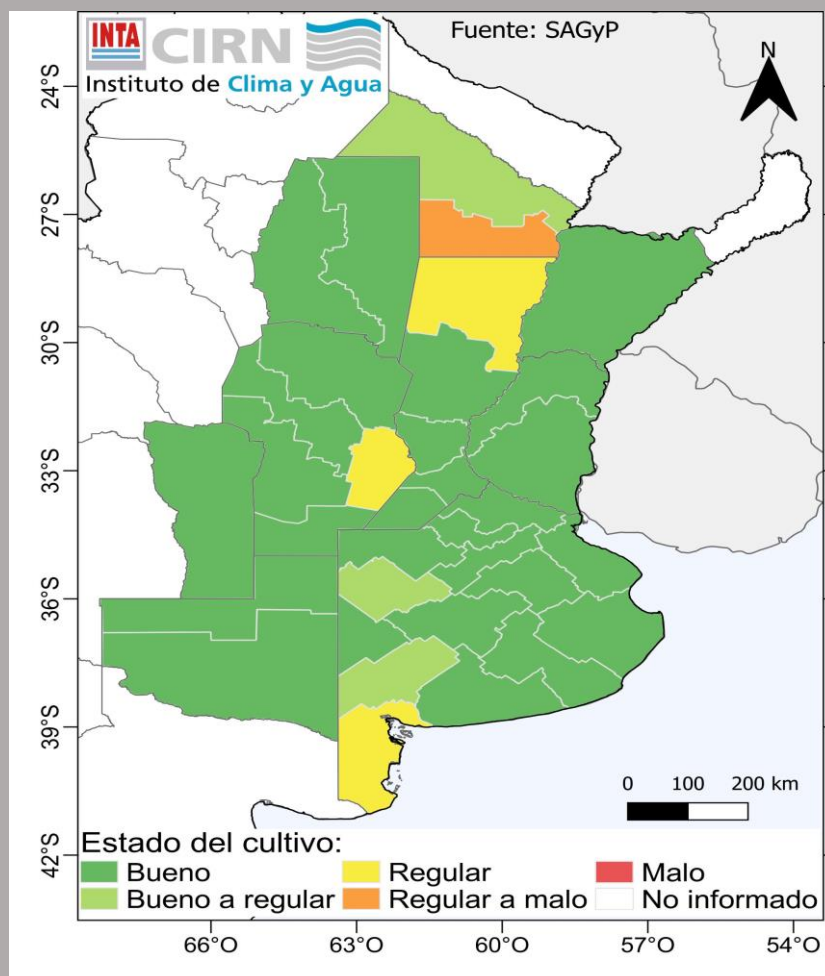 INTA CIRN
Instituto de Clima y Agua
Fuente: SAGyP
N
24°S
27°S
30°S
33°S
36°S
39°S
42°S
0 100 200 km
Estado del cultivo:
Bueno Regular Malo
Bueno a regular Regular a malo No informado
66°O 63°O 60°O 57°O 54°O